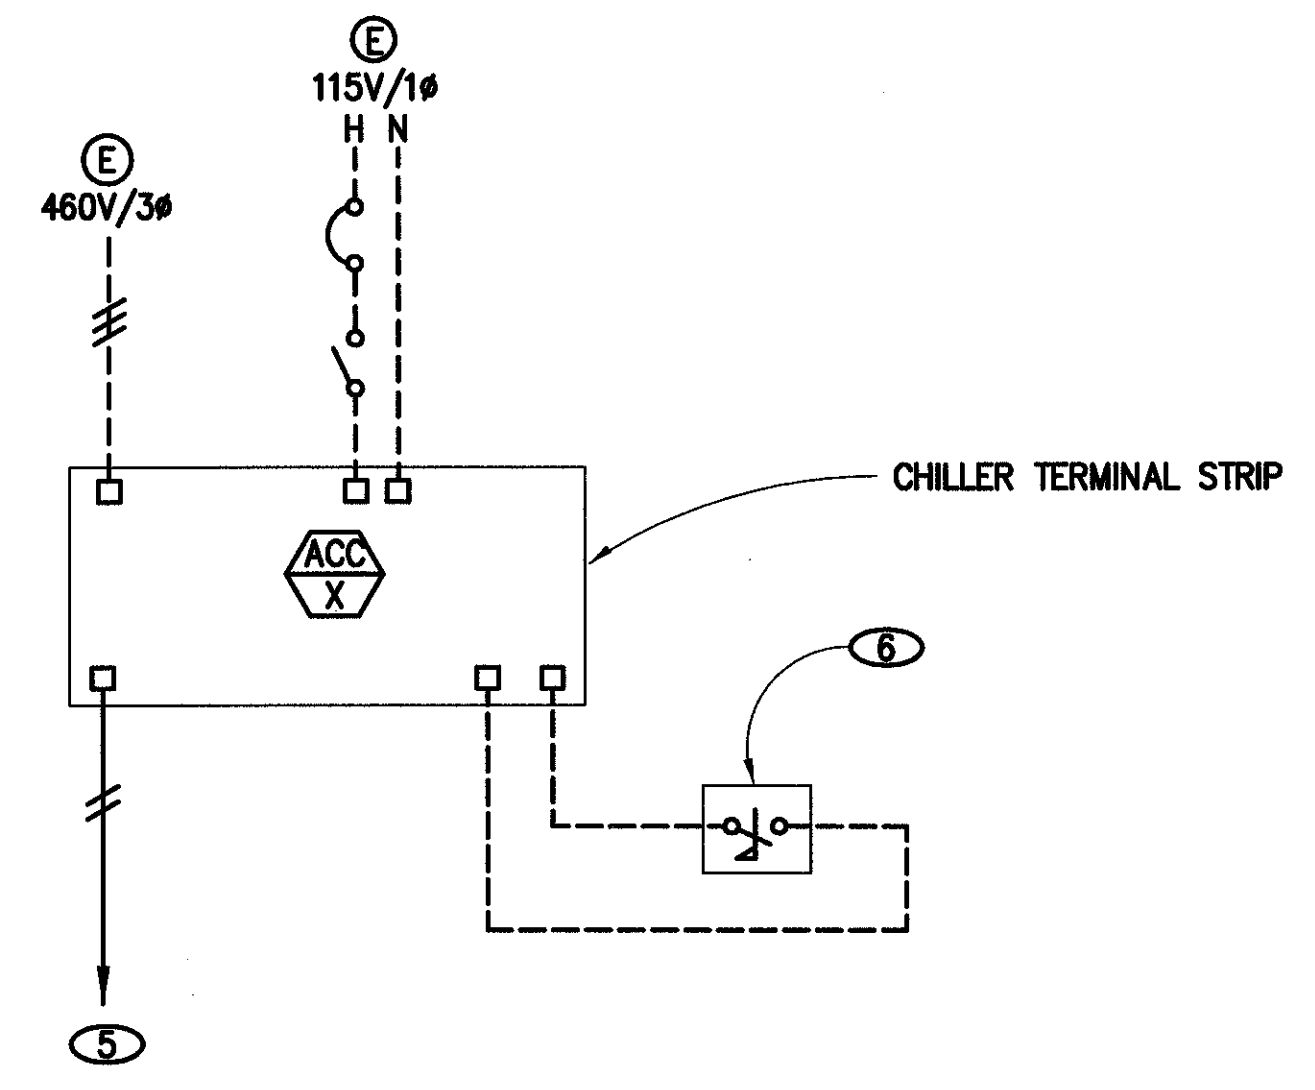 E
115V/1ø
H N
E
460V/3ø
CHILLER TERMINAL STRIP
ACC
X
6
5